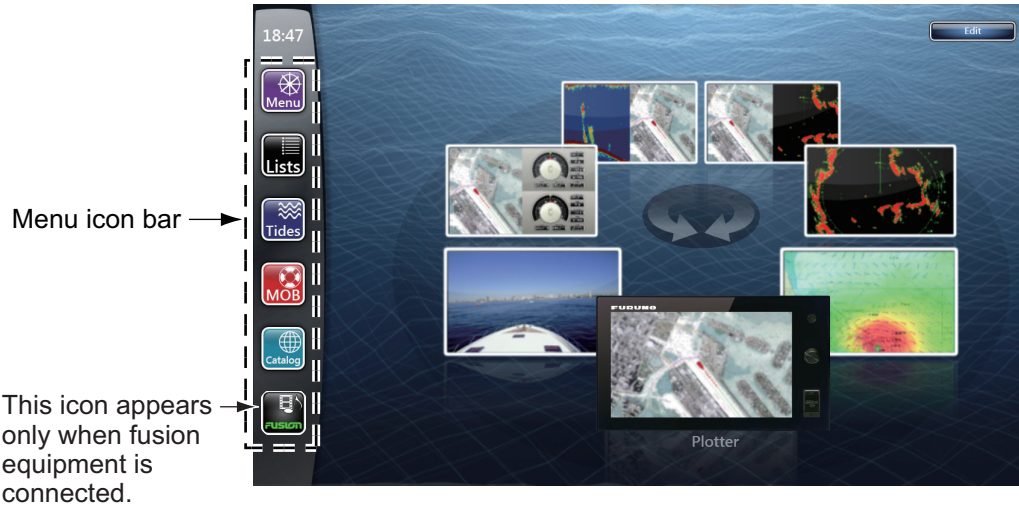 18:47
Edit
Menu
Lists
Menu icon bar
Tides
MOB
Catalog
This icon appears
only when fusion
equipment is
connected.
FUSION
FURUNO
Plotter